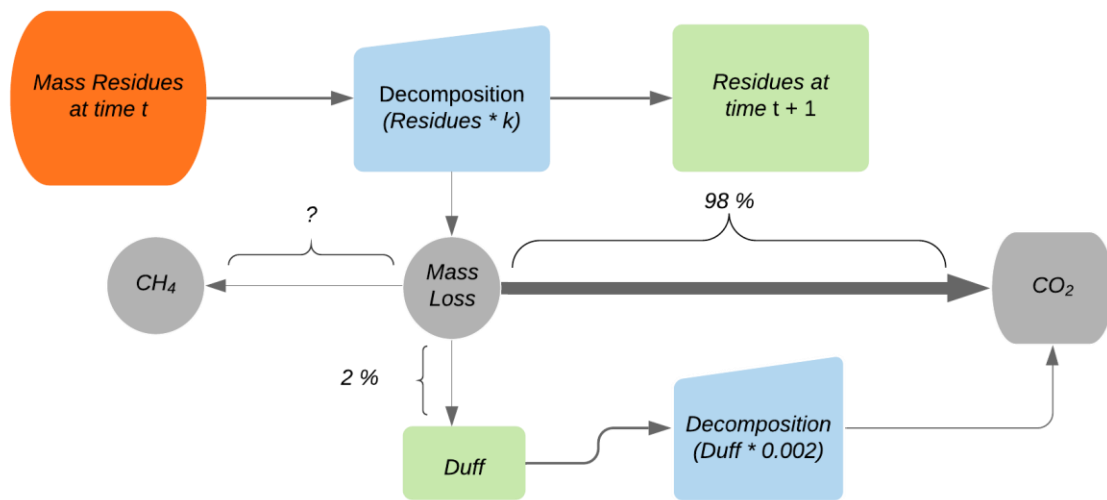 Mass Residues
at time t
Decomposition
(Residues * k)
Residues at
time t + 1
98 %
?
CH₄
Mass
Loss
CO₂
2 %
Duff
Decomposition
(Duff * 0.002)